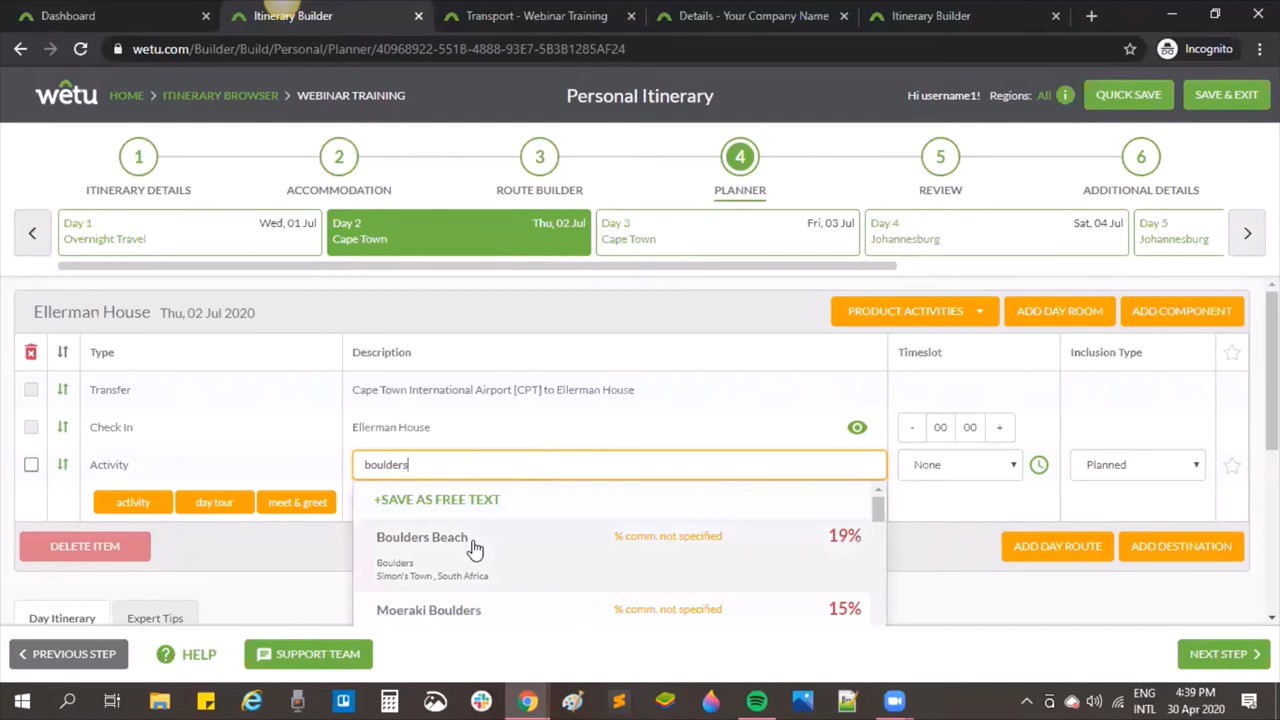 Dashboard
Itinerary Builder
Transport - Webinar Training
Details - Your Company Name
Itinerary Builder
wetu.com/Builder/Build/Personal/Planner/40968922-551B-4888-93E7-5B3B1285AF24
Incognito
wetu
HOME > ITINERARY BROWSER > WEBINAR TRAINING
Personal Itinerary
Hi username1! Regions: All i
QUICK SAVE
SAVE & EXIT
1
2
3
4
5
6
ITINERARY DETAILS
ACCOMMODATION
ROUTE BUILDER
PLANNER
REVIEW
ADDITIONAL DETAILS
Day 1 Wed, 01 Jul
Overnight Travel
Day 2 Thu, 02 Jul
Cape Town
Day 3 Fri, 03 Jul
Cape Town
Day 4 Sat, 04 Jul
Johannesburg
Day 5
Johannesburg
Ellerman House Thu, 02 Jul 2020
PRODUCT ACTIVITIES
ADD DAY ROOM
ADD COMPONENT
Type
Description
Timeslot
Inclusion Type
Transfer
Cape Town International Airport [CPT] to Ellerman House
Check In
Ellerman House
- 00 00 +
Activity
boulders
None
Planned
activity
day tour
meet & greet
+SAVE AS FREE TEXT
Boulders Beach
% comm. not specified
19%
Boulders
Simon's Town , South Africa
Moeraki Boulders
% comm. not specified
15%
DELETE ITEM
ADD DAY ROUTE
ADD DESTINATION
Day Itinerary
Expert Tips
PREVIOUS STEP
? HELP
SUPPORT TEAM
NEXT STEP
ENG
INTL
4:39 PM
30 Apr 2020